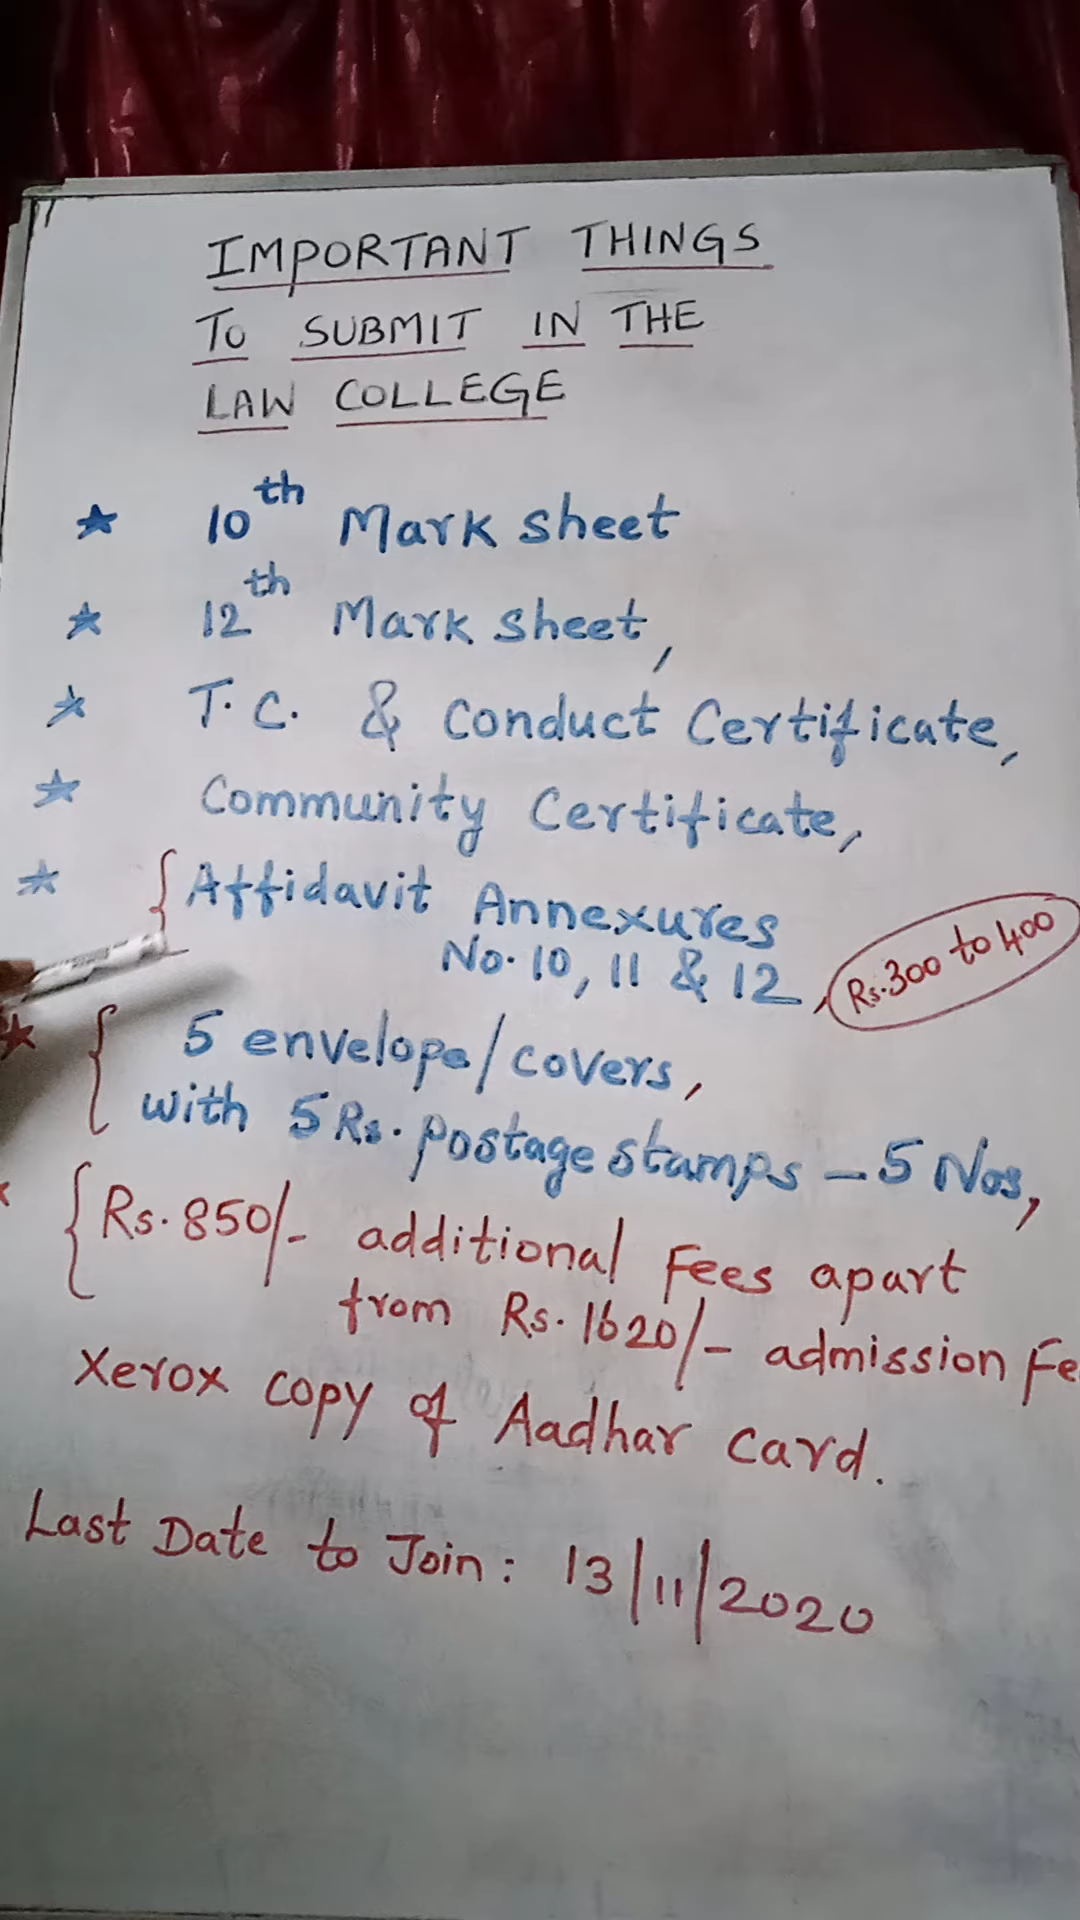 IMPORTANT THINGS
TO SUBMIT IN THE
LAW COLLEGE
★ 10th Mark sheet
★ 12th Mark sheet,
★ T.C. & Conduct Certificate,
★ Community Certificate,
★ { Affidavit Annexures
No. 10, 11 & 12, Rs.300 to 400
★ { 5 envelope/covers,
with 5 Rs. postage stamps – 5 Nos,
{ Rs. 850/- additional Fees apart
from Rs. 1620/- admission Fe
Xerox copy of Aadhar card.
Last Date to Join: 13/11/2020